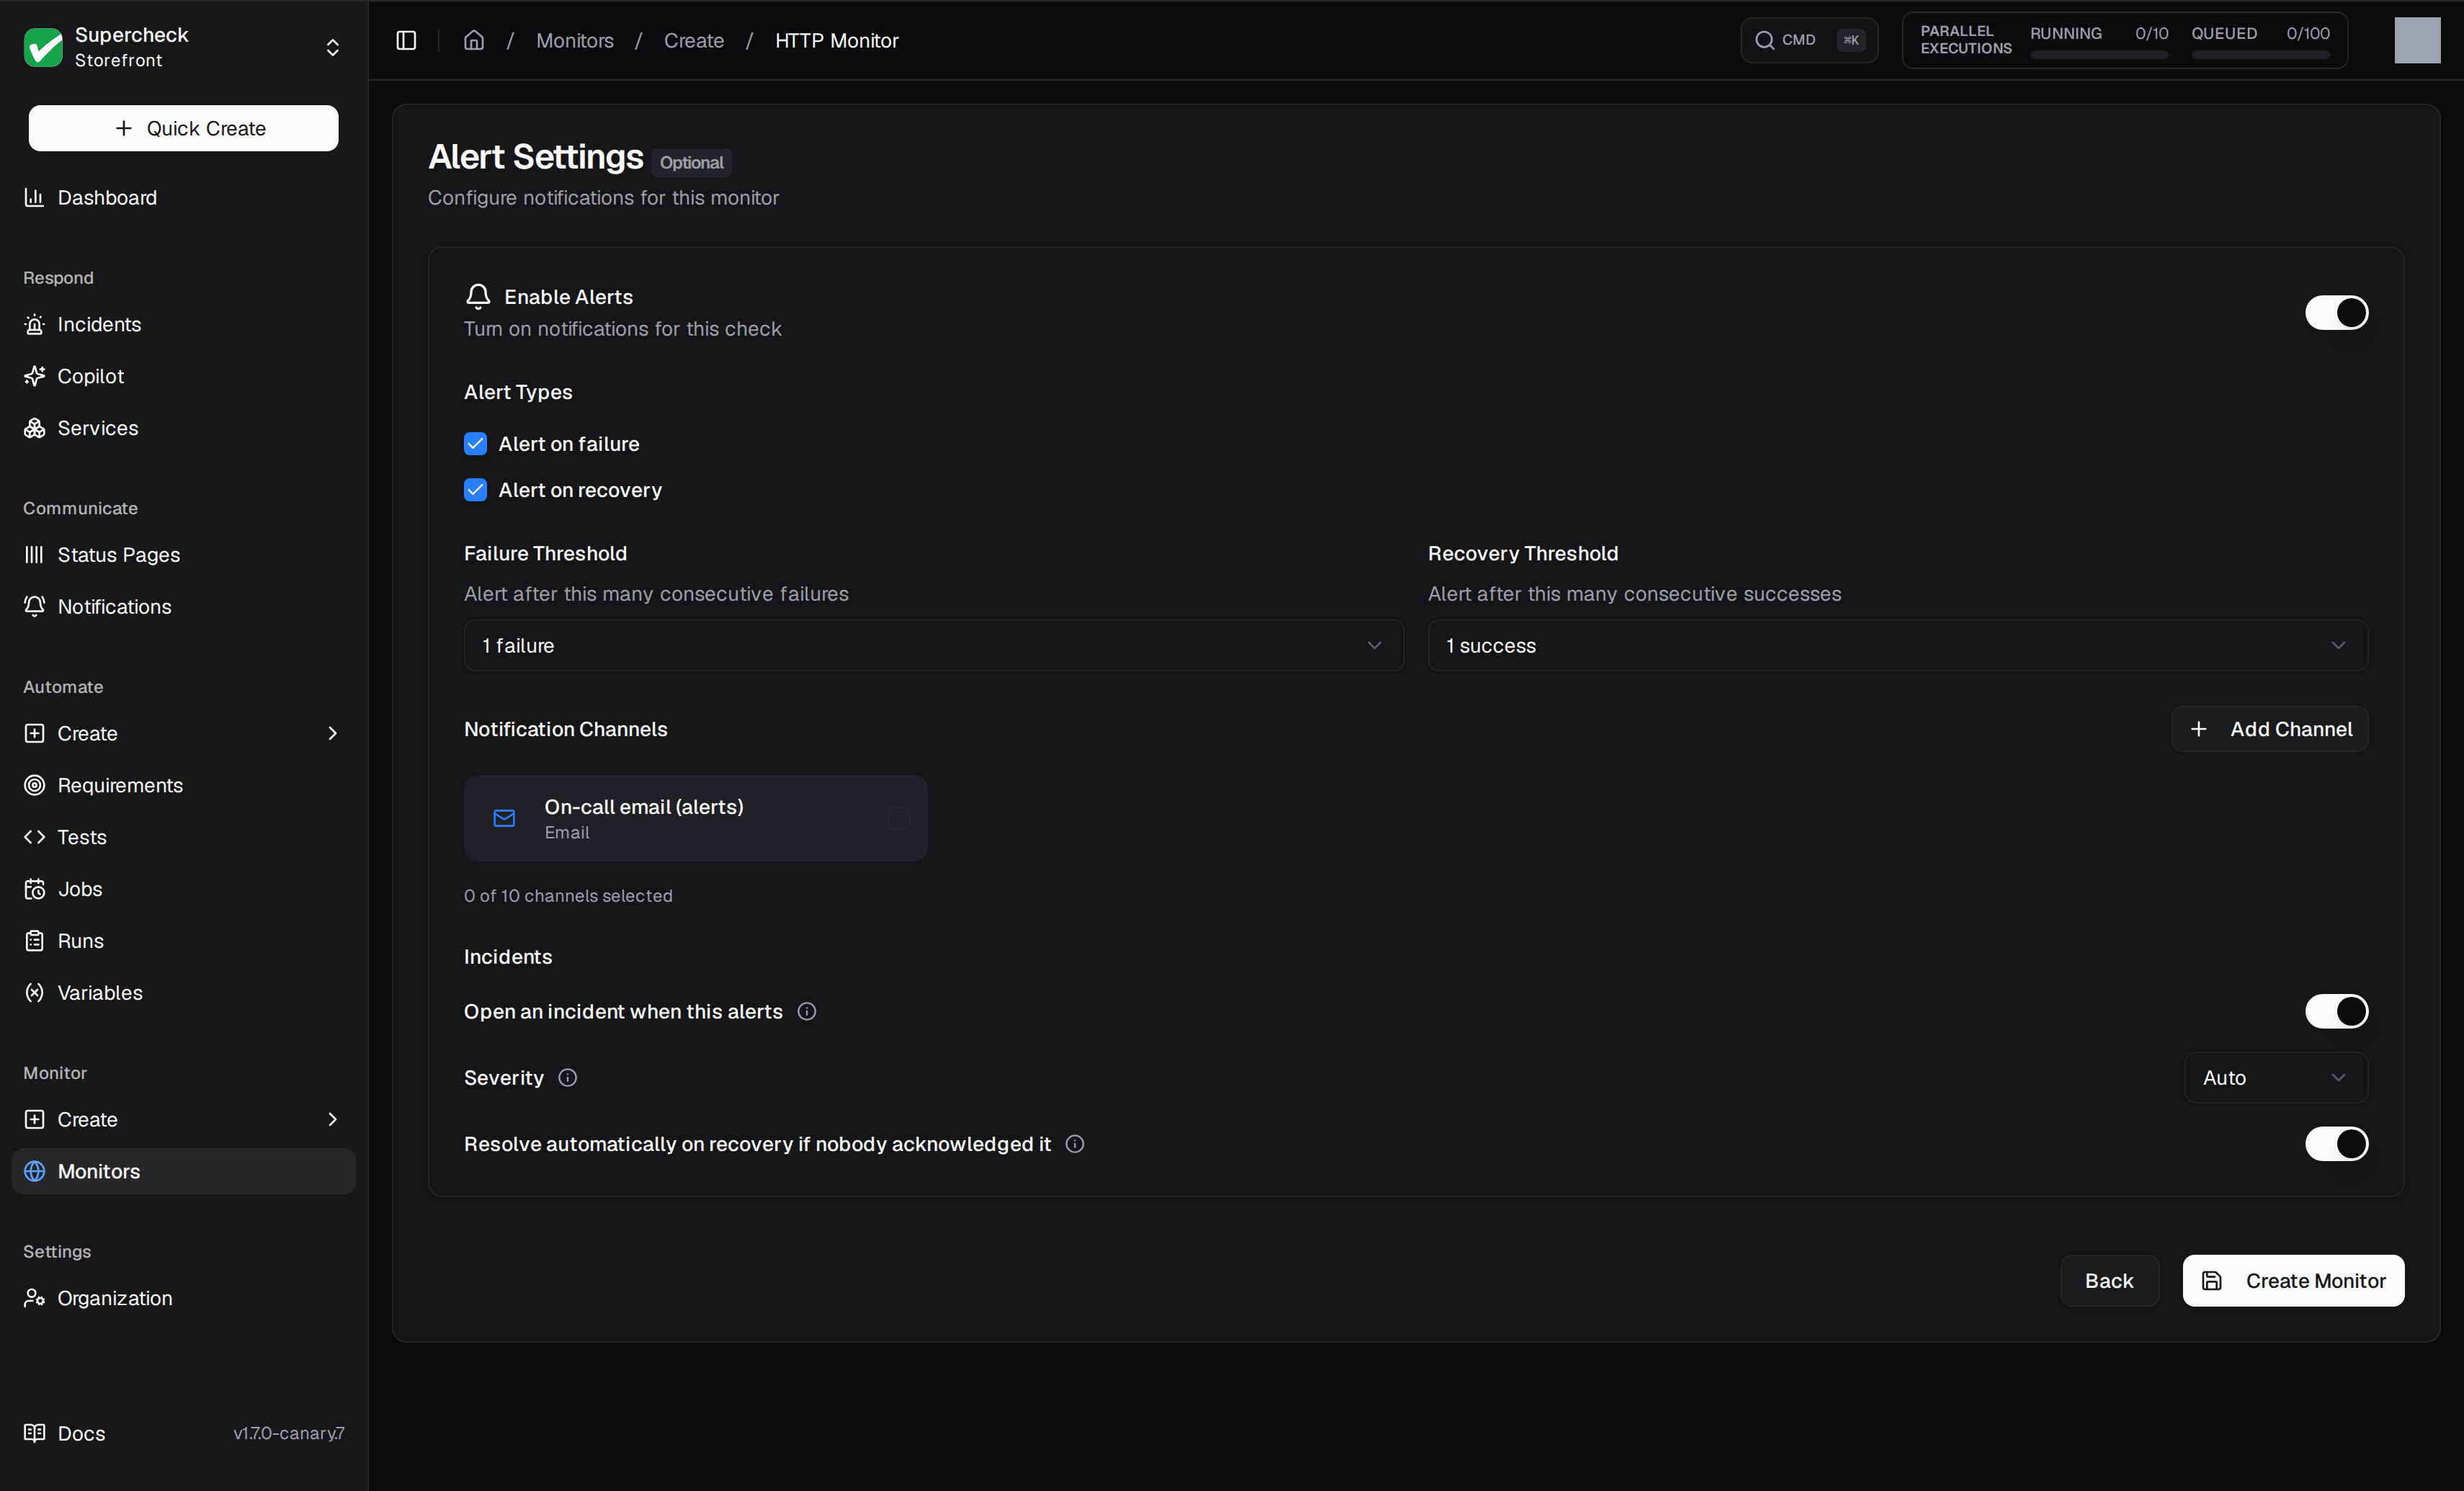 Supercheck
Storefront
Quick Create
Dashboard
Respond
Incidents
Copilot
Services
Communicate
Status Pages
Notifications
Automate
Create
Requirements
Tests
Jobs
Runs
Variables
Monitor
Create
Monitors
Settings
Organization
Docs v1.7.0-canary.7
/ Monitors / Create / HTTP Monitor
CMD ⌘K
PARALLEL EXECUTIONS
RUNNING 0/10
QUEUED 0/100
Alert Settings Optional
Configure notifications for this monitor
Enable Alerts
Turn on notifications for this check
Alert Types
Alert on failure
Alert on recovery
Failure Threshold
Alert after this many consecutive failures
1 failure
Recovery Threshold
Alert after this many consecutive successes
1 success
Notification Channels
Add Channel
On-call email (alerts)
Email
0 of 10 channels selected
Incidents
Open an incident when this alerts
Severity
Auto
Resolve automatically on recovery if nobody acknowledged it
Back
Create Monitor